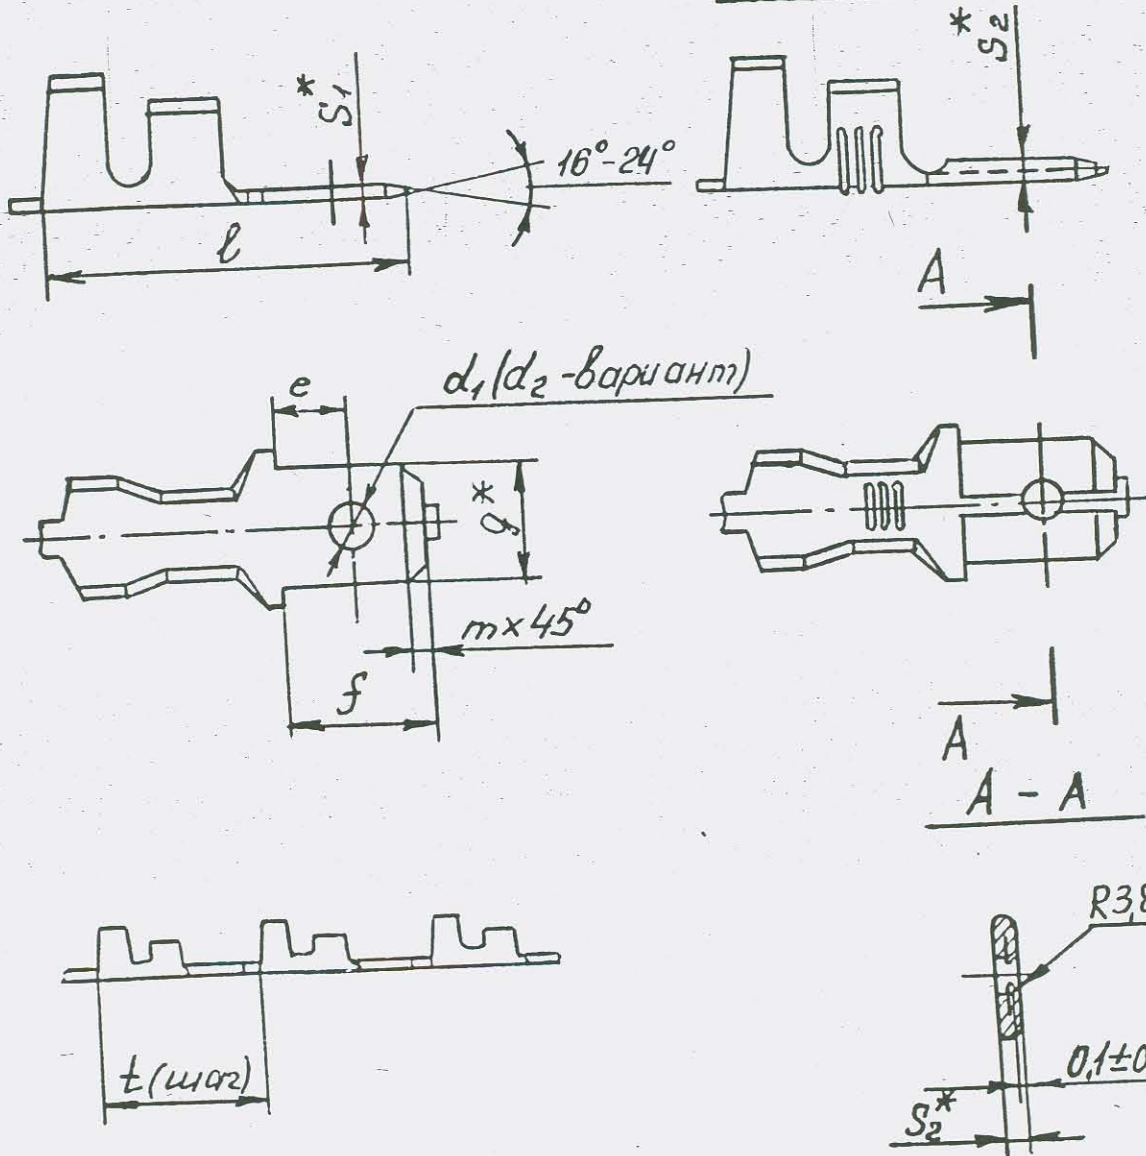 S₁*
16°-24°
S₂*
l
A
d₁(d₂-вариант)
e
g*
m×45°
f
A
A - A
R3,8
t(шаг)
0,1±0
S₂*